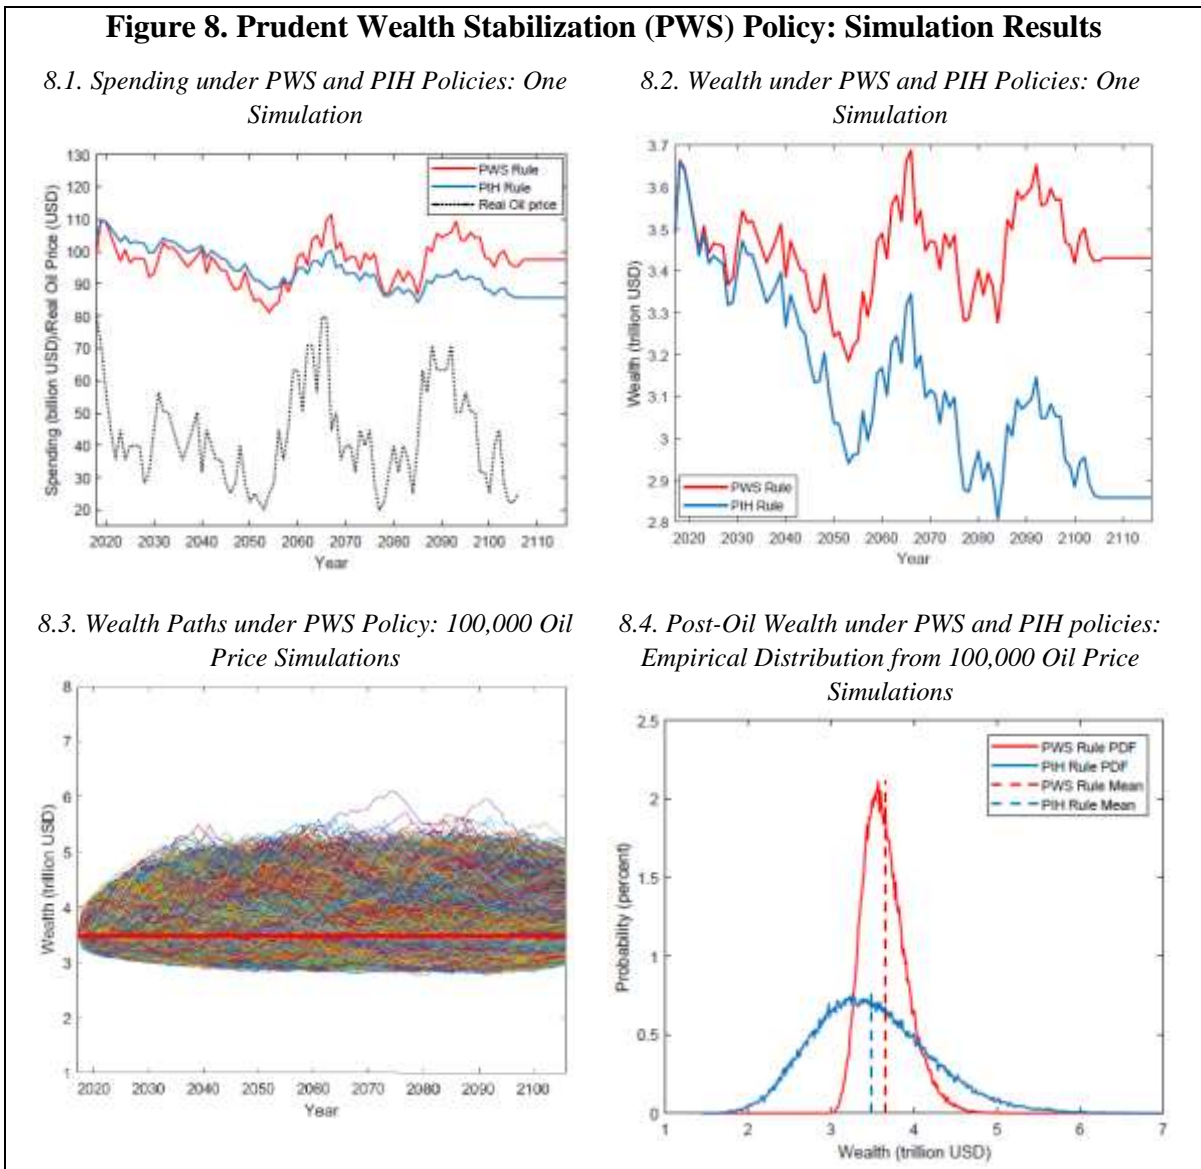 Figure 8. Prudent Wealth Stabilization (PWS) Policy: Simulation Results
8.1. Spending under PWS and PIH Policies: One
Simulation
130
120
110
100
90
80
70
60
50
40
30
20
Spending (billion USD)/Real Oil Price (USD)
PWS Rule
PIH Rule
Real Oil price
2020 2030 2040 2050 2060 2070 2080 2090 2100 2110
Year
8.2. Wealth under PWS and PIH Policies: One
Simulation
3.7
3.6
3.5
3.4
3.3
3.2
3.1
3
2.9
2.8
Wealth (trillion USD)
PWS Rule
PIH Rule
2020 2030 2040 2050 2060 2070 2080 2090 2100 2110
Year
8.3. Wealth Paths under PWS Policy: 100,000 Oil
Price Simulations
8
7
6
5
4
3
2
1
Wealth (trillion USD)
2020 2030 2040 2050 2060 2070 2080 2090 2100
Year
8.4. Post-Oil Wealth under PWS and PIH policies:
Empirical Distribution from 100,000 Oil Price
Simulations
2.5
2
1.5
1
0.5
0
Probability (percent)
PWS Rule PDF
PIH Rule PDF
PWS Rule Mean
PIH Rule Mean
1 2 3 4 5 6 7
Wealth (trillion USD)